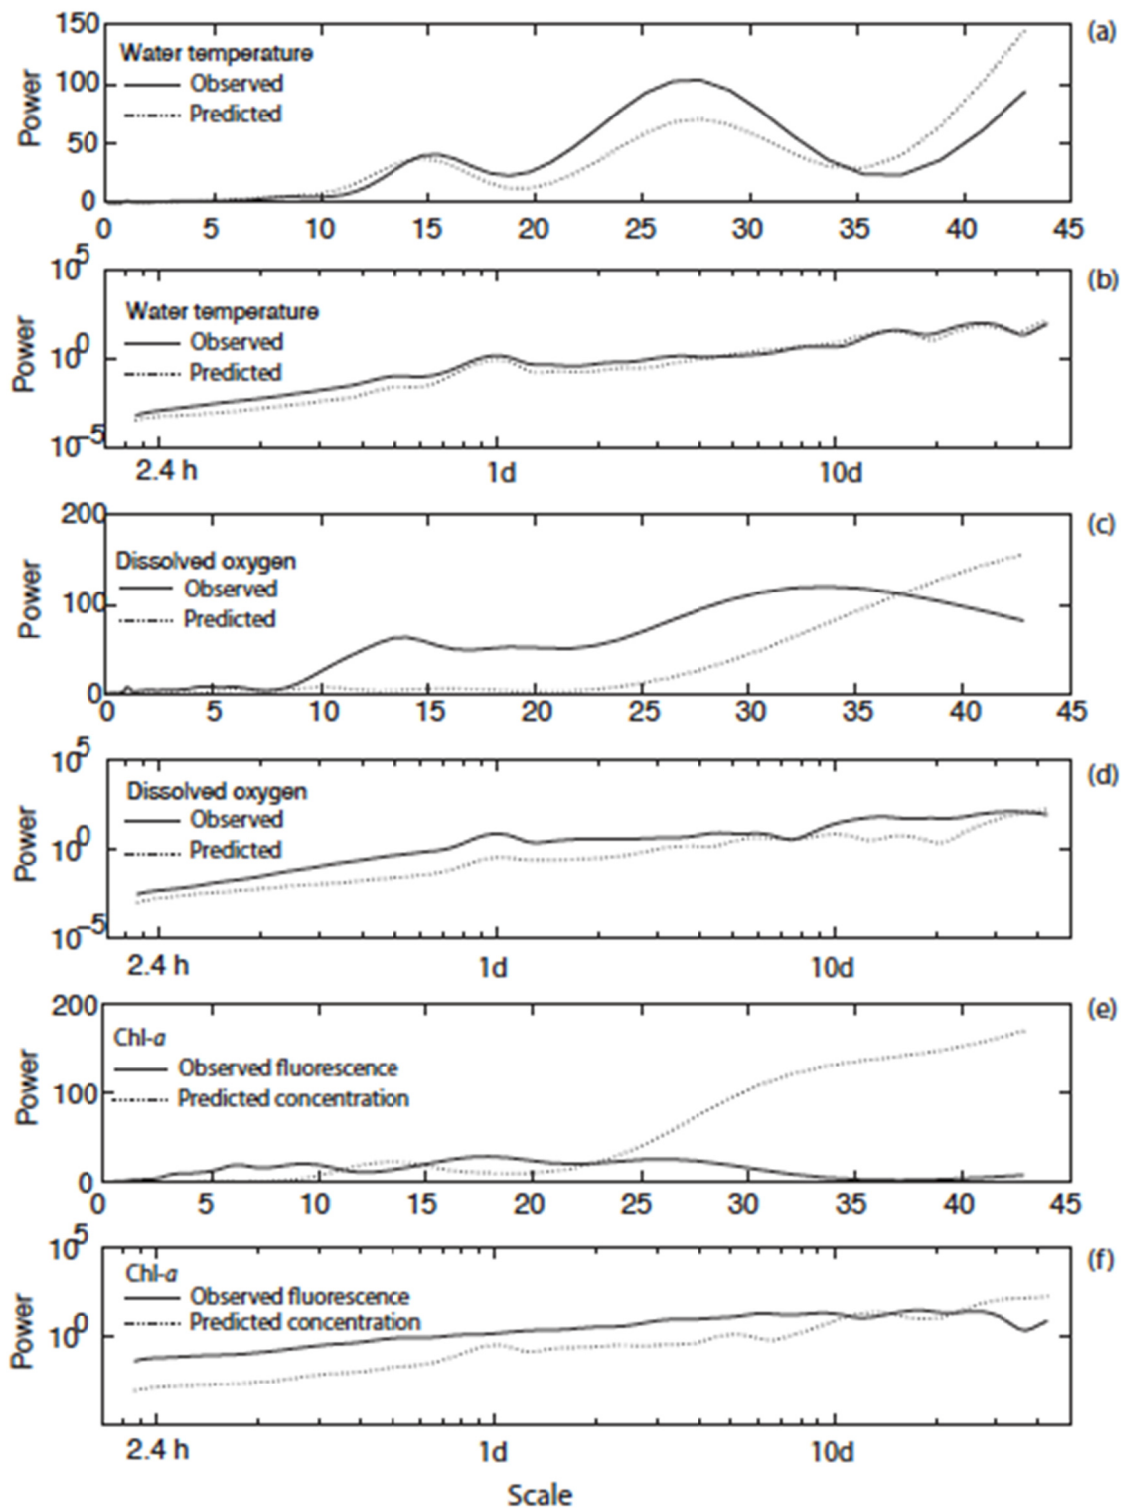 150
(a)
Water temperature
100
Observed
Predicted
Power
50
0
0 5 10 15 20 25 30 35 40 45
10^5
(b)
Water temperature
Observed
10^0
Predicted
Power
10^-5
2.4 h 1d 10d
200
(c)
Dissolved oxygen
Observed
100
Predicted
Power
0
0 5 10 15 20 25 30 35 40 45
10^5
(d)
Dissolved oxygen
Observed
10^0
Predicted
Power
10^-5
2.4 h 1d 10d
200
(e)
Chl-a
Observed fluorescence
100
Predicted concentration
Power
0
0 5 10 15 20 25 30 35 40 45
10^5
(f)
Chl-a
Observed fluorescence
Predicted concentration
10^0
Power
2.4 h 1d 10d
Scale